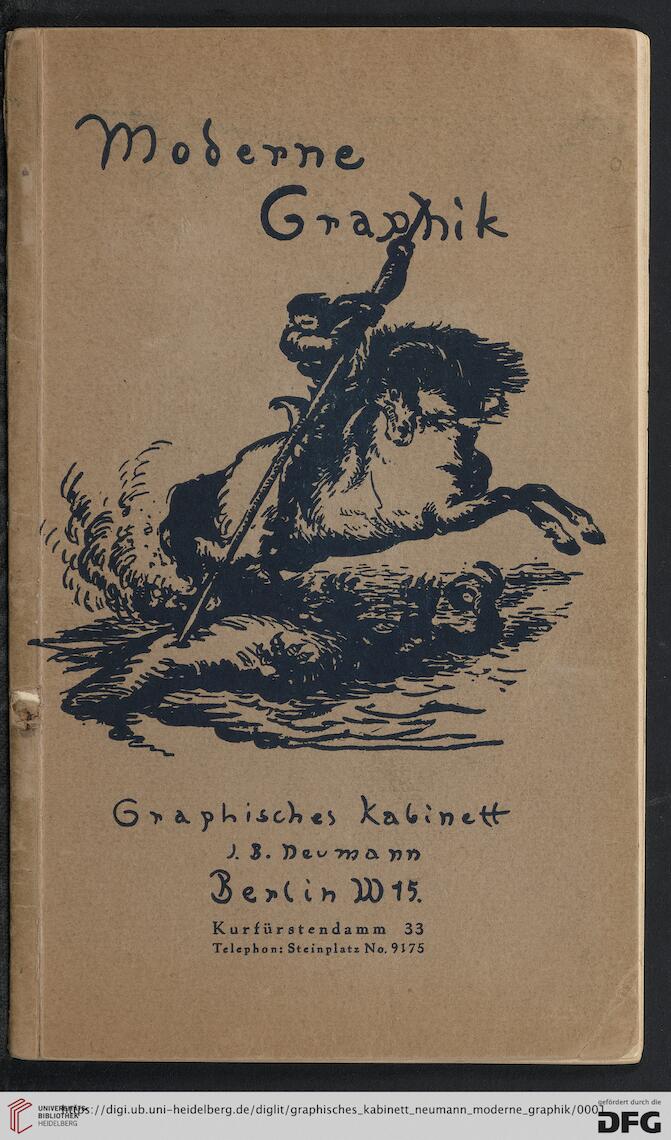 Moderne
Graphik
Graphisches Kabinett
J. B. Neumann
Berlin W 15.
Kurfürstendamm 33
Telephon: Steinplatz No. 9175
UNIVERSITÄTS-
BIBLIOTHEK
HEIDELBERG
https://digi.ub.uni-heidelberg.de/diglit/graphisches_kabinett_neumann_moderne_graphik/0001
gefördert durch die
DFG